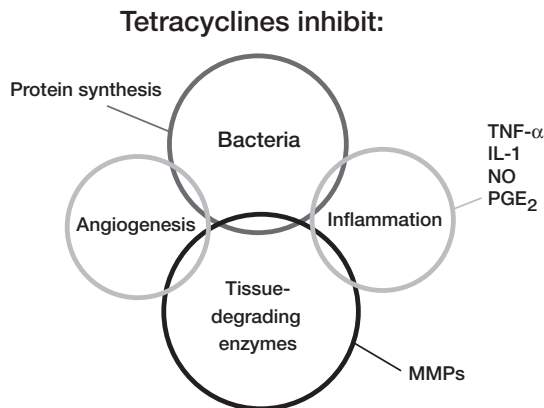 Tetracyclines inhibit:
Protein synthesis
Bacteria
TNF-α
IL-1
NO
PGE₂
Angiogenesis
Inflammation
Tissue-
degrading
enzymes
MMPs